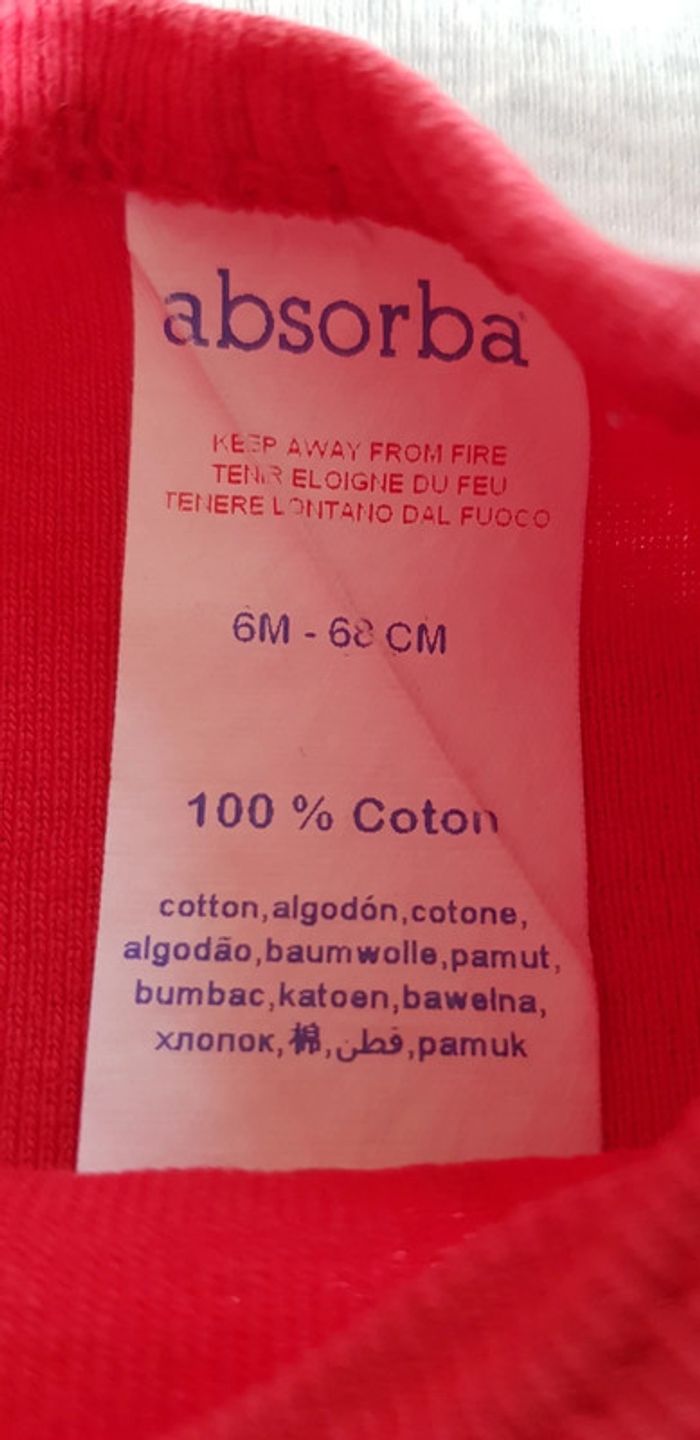 absorba
KEEP AWAY FROM FIRE
TENIR ELOIGNE DU FEU
TENERE LONTANO DAL FUOCO
6M - 68 CM
100 % Coton
cotton,algodón,cotone,
algodão,baumwolle,pamut,
bumbac,katoen,bawelna,
хлопок,棉,قطن,pamuk